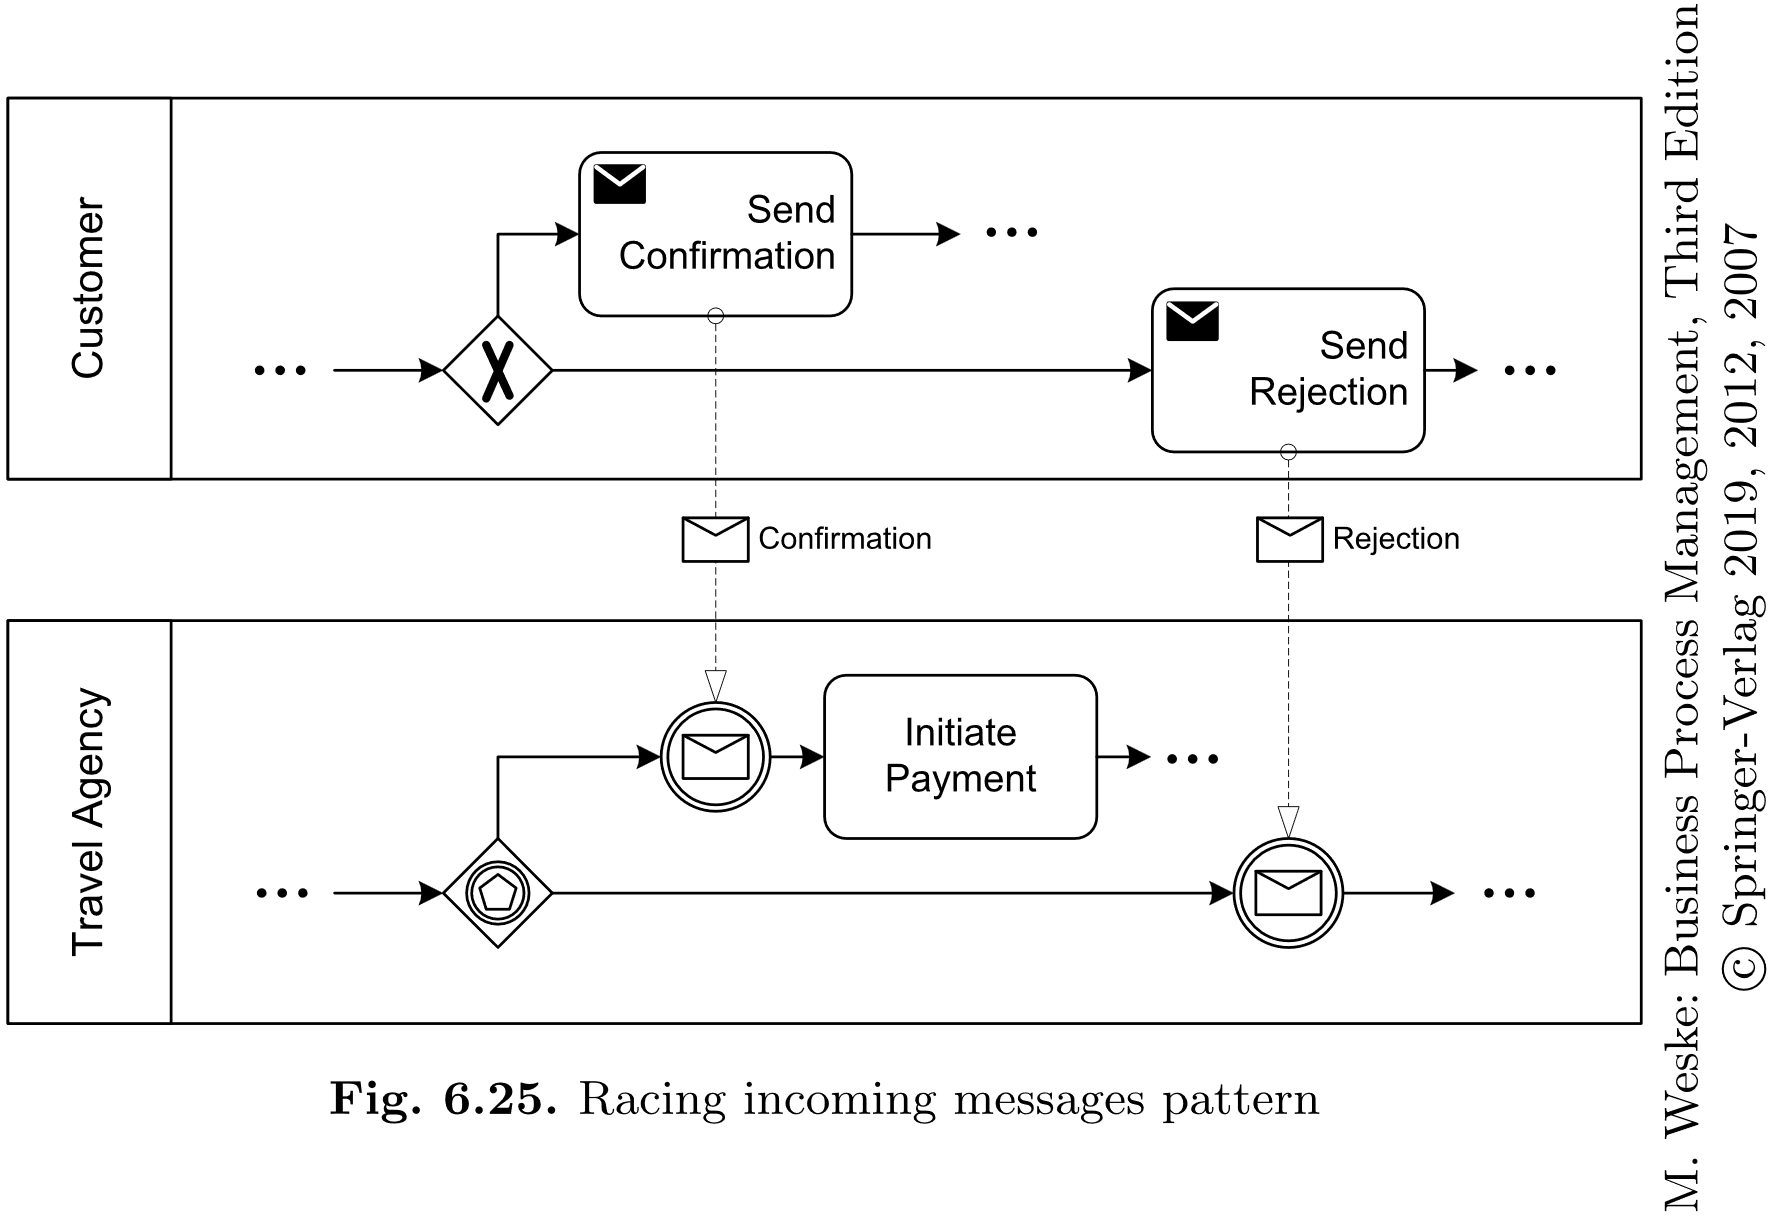 Customer
Send
Confirmation
Send
Rejection
Confirmation
Rejection
Travel Agency
Initiate
Payment
Fig. 6.25. Racing incoming messages pattern
M. Weske: Business Process Management, Third Edition
© Springer-Verlag 2019, 2012, 2007